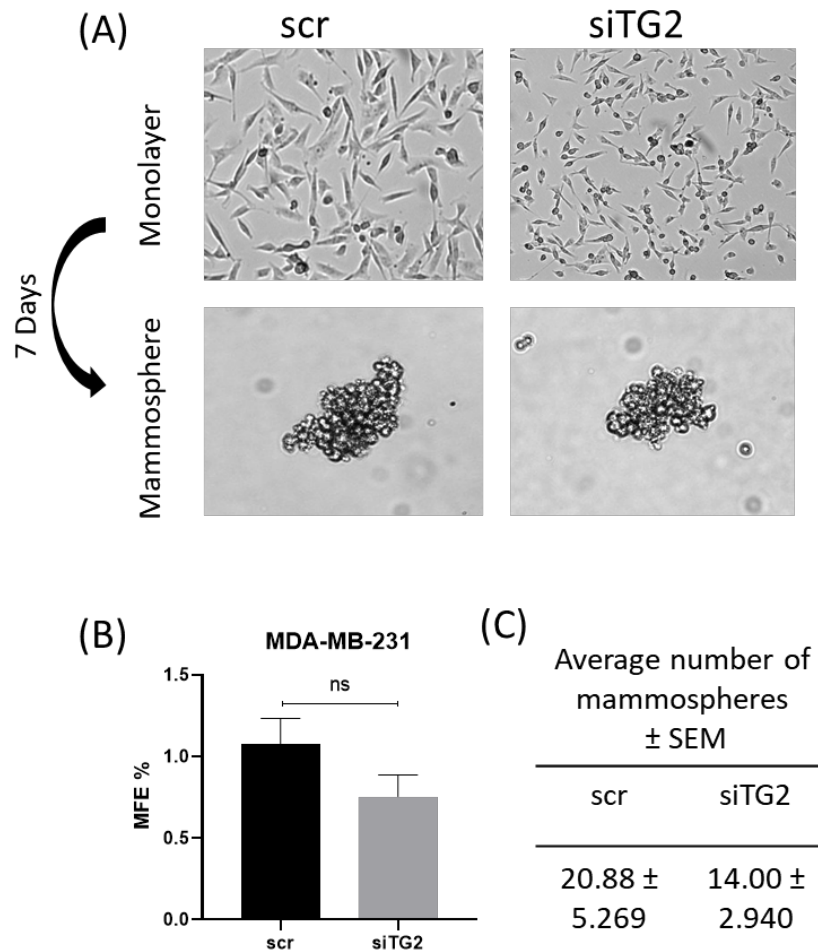 (A)
scr
siTG2
Monolayer
7 Days
Mammosphere
(B)
MDA-MB-231
1.5
ns
1.0
MFE %
0.5
0.0
scr
siTG2
(C)
Average number of
mammospheres
± SEM
scr
siTG2
20.88 ±
14.00 ±
5.269
2.940